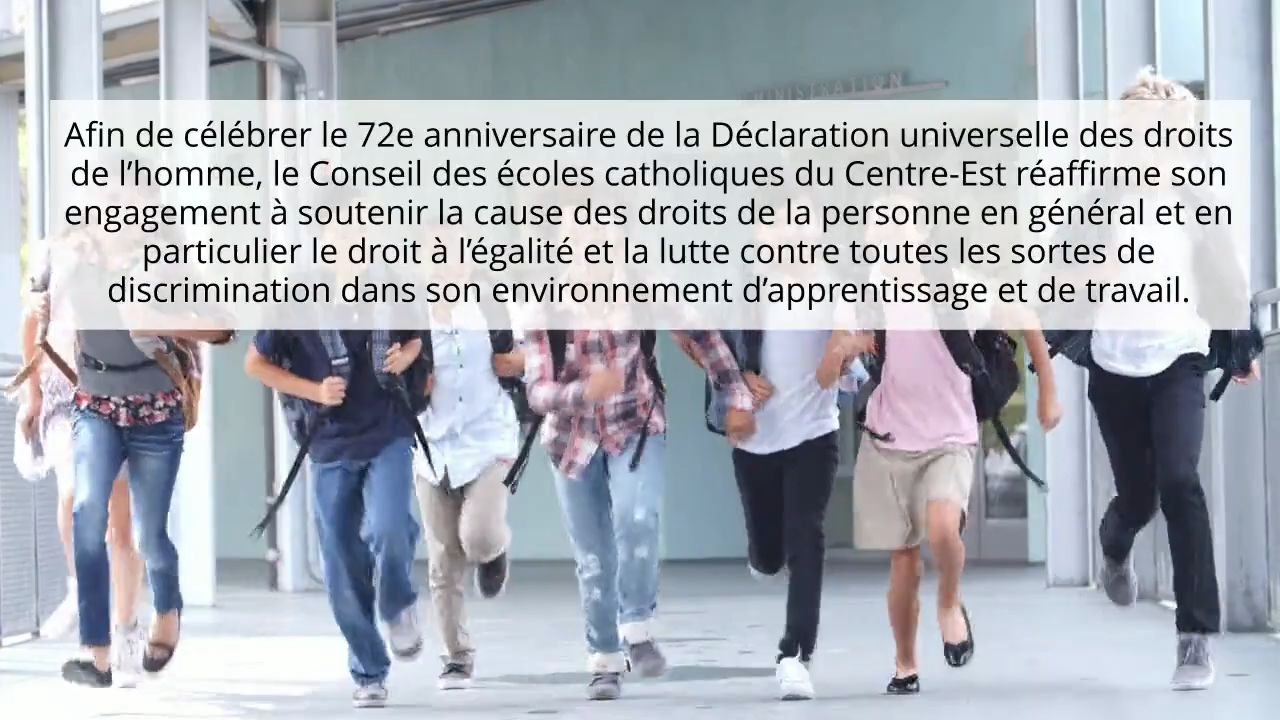 MINISTRATION
Afin de célébrer le 72e anniversaire de la Déclaration universelle des droits
de l’homme, le Conseil des écoles catholiques du Centre-Est réaffirme son
engagement à soutenir la cause des droits de la personne en général et en
particulier le droit à l’égalité et la lutte contre toutes les sortes de
discrimination dans son environnement d’apprentissage et de travail.